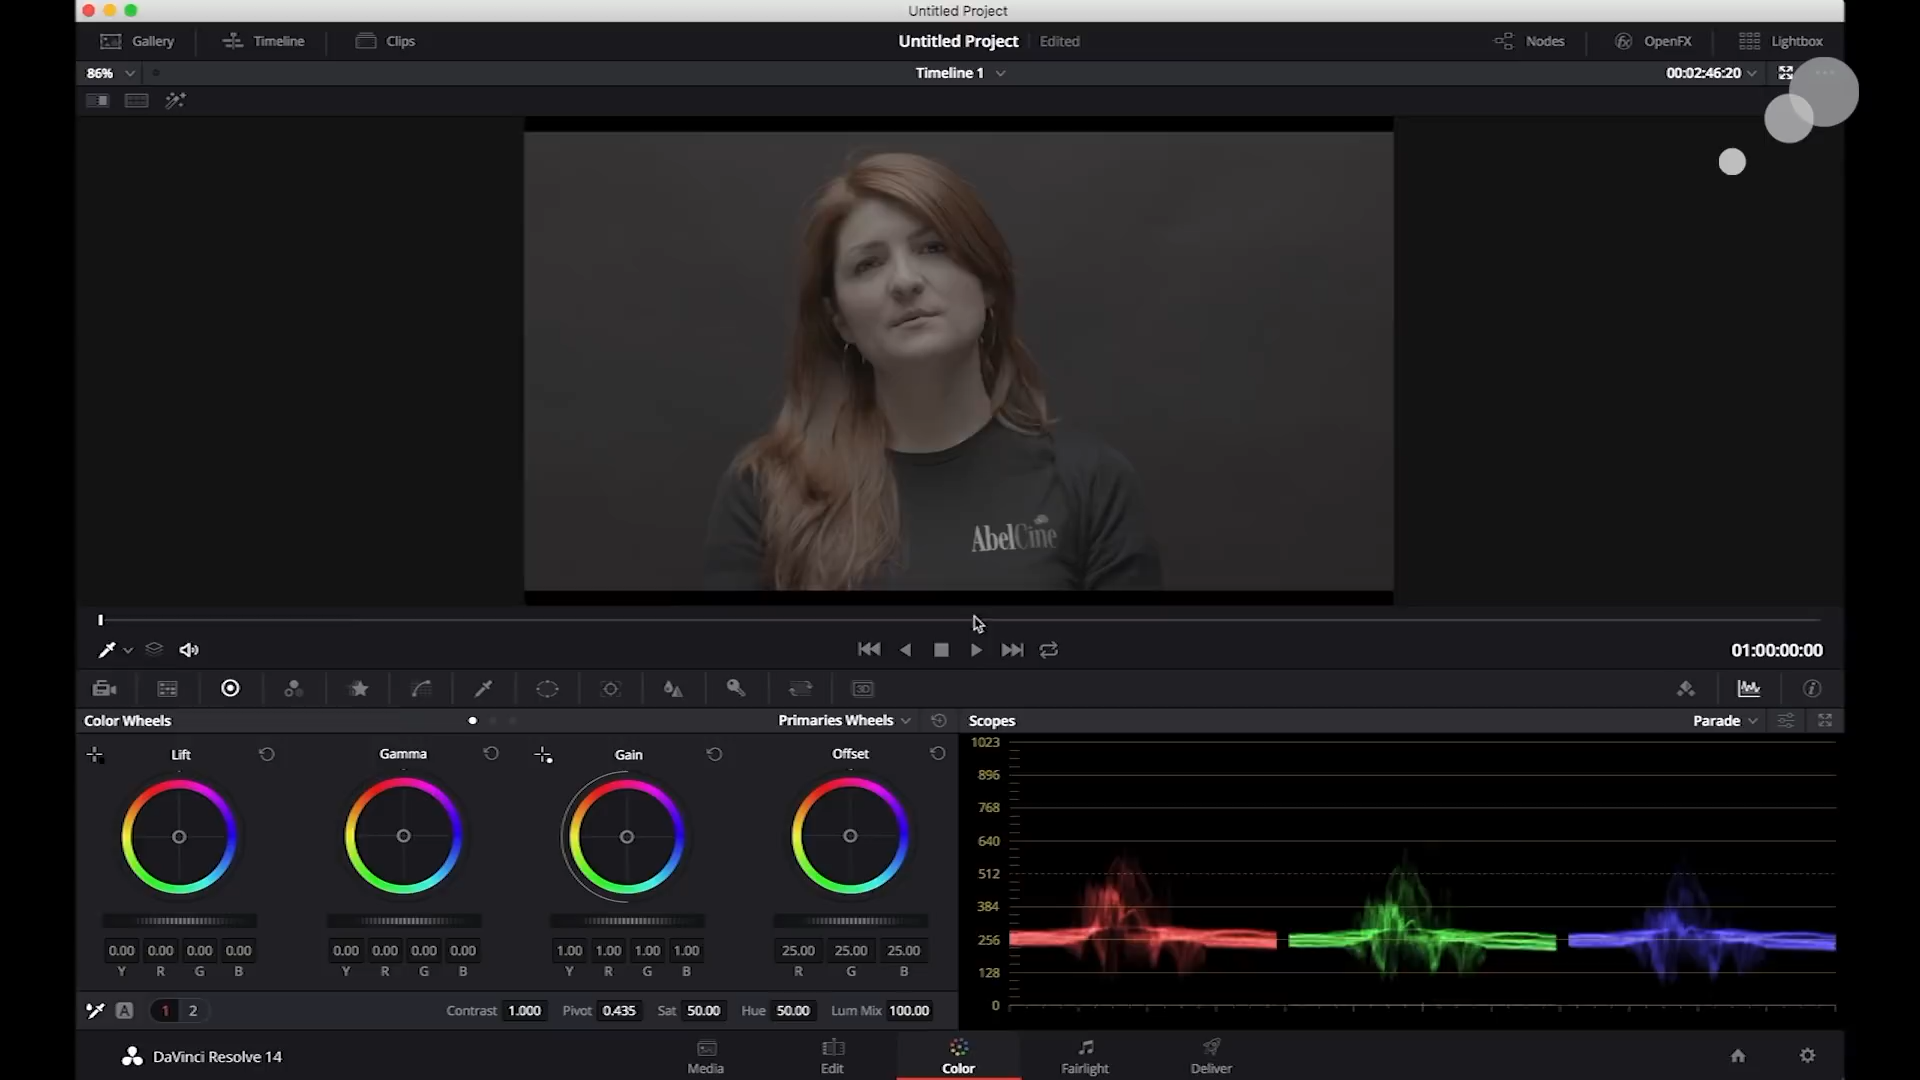 Untitled Project
Gallery Timeline Clips Untitled Project Edited Nodes OpenFX Lightbox
86% Timeline 1 00:02:46:20
AbelCine
01:00:00:00
3D
Color Wheels Primaries Wheels Scopes Parade
Lift Gamma Gain Offset
0.00 0.00 0.00 0.00 0.00 0.00 0.00 0.00 1.00 1.00 1.00 1.00 25.00 25.00 25.00
Y R G B Y R G B Y R G B R G B
1023
896
768
640
512
384
256
128
0
A 1 2 Contrast 1.000 Pivot 0.435 Sat 50.00 Hue 50.00 Lum Mix 100.00
DaVinci Resolve 14 Media Edit Color Fairlight Deliver